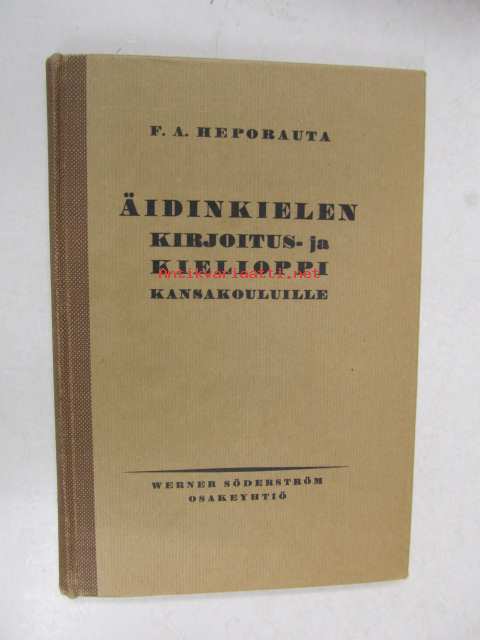 F. A. HEPORAUTA
ÄIDINKIELEN
KIRJOITUS- ja
KIELIOPPI
Antikvariaatti.net
KANSAKOULUILLE
WERNER SÖDERSTRÖM
OSAKEYHTIÖ